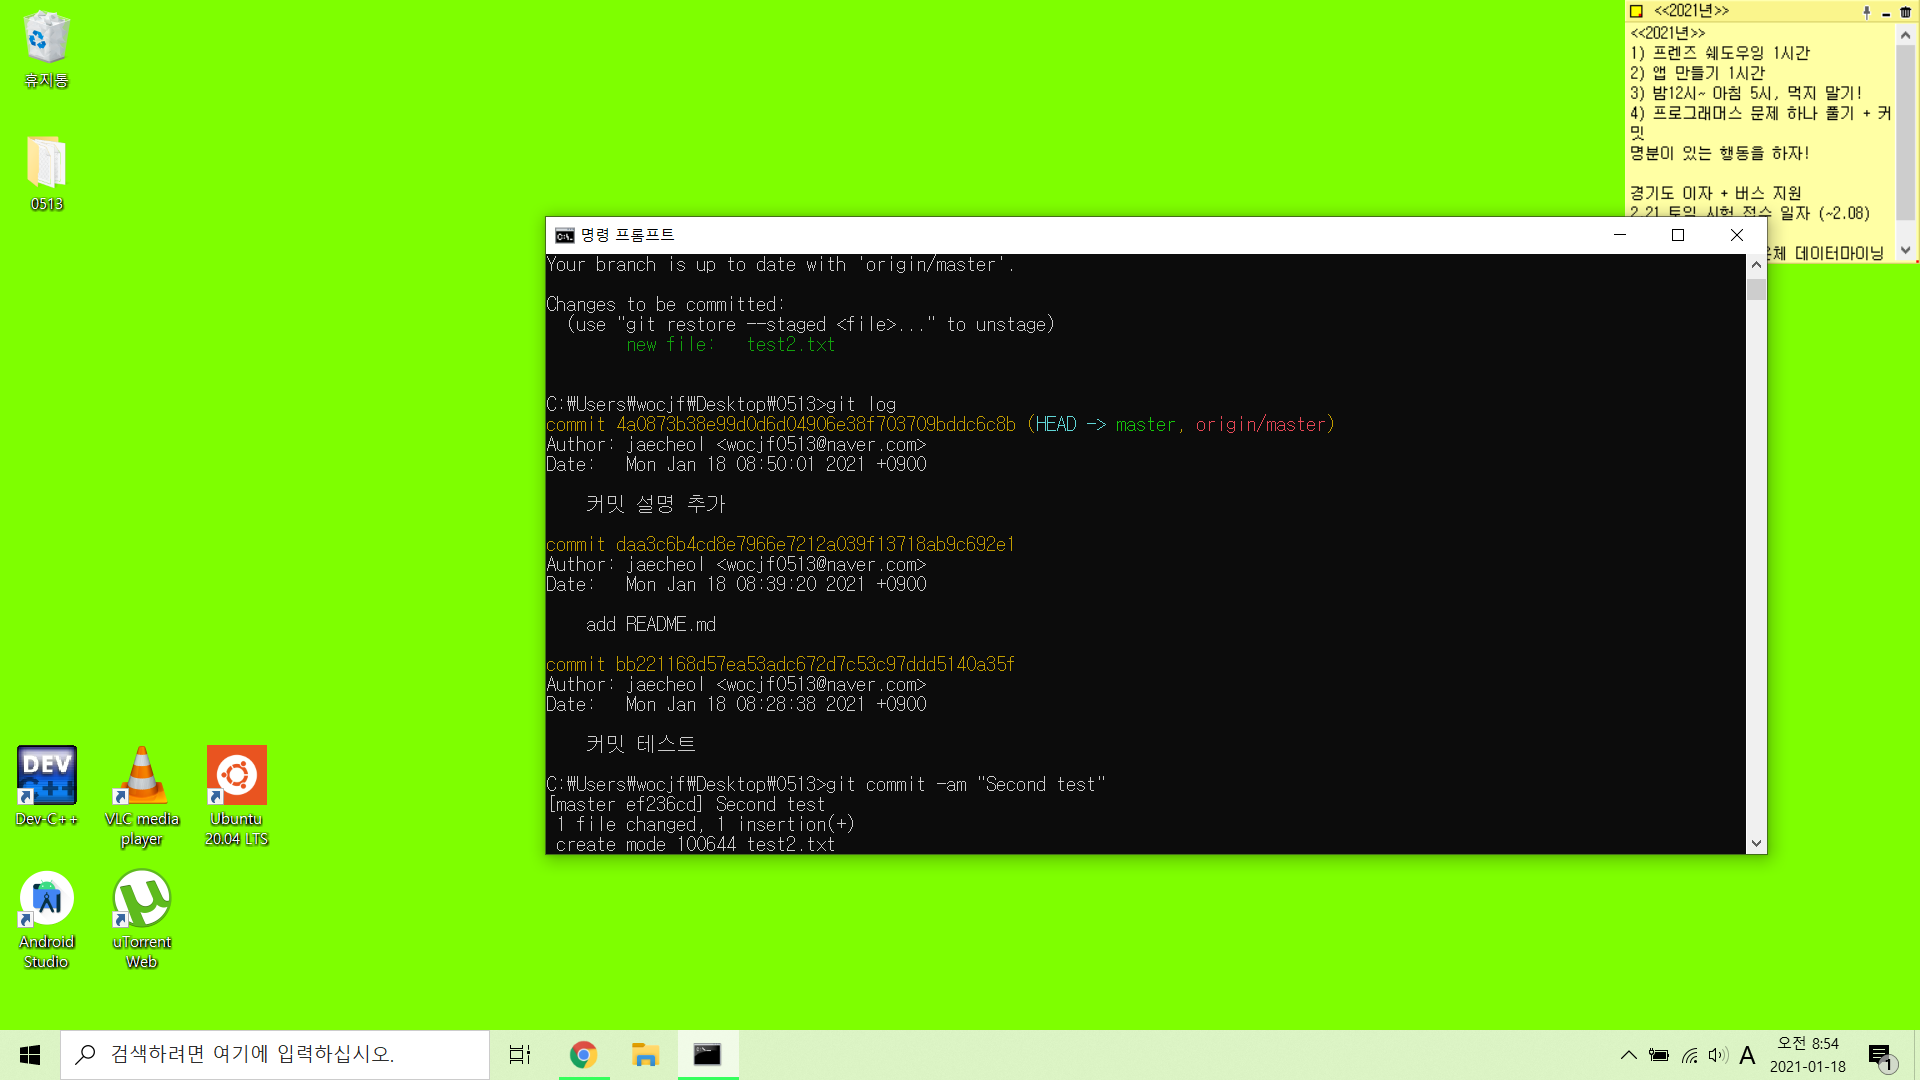 휴지통
0513
<<2021년>>
<<2021년>>
1) 프렌즈 쉐도우잉 1시간
2) 앱 만들기 1시간
3) 밤12시~ 아침 5시, 먹지 말기!
4) 프로그래머스 문제 하나 풀기 + 커
밋
명분이 있는 행동을 하자!
경기도 이자 + 버스 지원
2.21 토익 시험 접수 일자 (~2.08)
데이터마이닝
명령 프롬프트
Your branch is up to date with 'origin/master'.
Changes to be committed:
(use "git restore --staged <file>..." to unstage)
new file:   test2.txt
C:₩Users₩wocjf₩Desktop₩0513>git log
commit 4a0873b38e99d0d6d04906e38f703709bddc6c8b (HEAD -> master, origin/master)
Author: jaecheol <wocjf0513@naver.com>
Date:   Mon Jan 18 08:50:01 2021 +0900
커밋 설명 추가
commit daa3c6b4cd8e7966e7212a039f13718ab9c692e1
Author: jaecheol <wocjf0513@naver.com>
Date:   Mon Jan 18 08:39:20 2021 +0900
add README.md
commit bb221168d57ea53adc672d7c53c97ddd5140a35f
Author: jaecheol <wocjf0513@naver.com>
Date:   Mon Jan 18 08:28:38 2021 +0900
커밋 테스트
C:₩Users₩wocjf₩Desktop₩0513>git commit -am "Second test"
[master ef236cd] Second test
1 file changed, 1 insertion(+)
create mode 100644 test2.txt
DEV
C++
Dev-C++
VLC media
player
Ubuntu
20.04 LTS
Android
Studio
uTorrent
Web
검색하려면 여기에 입력하십시오.
A
오전 8:54
2021-01-18
1